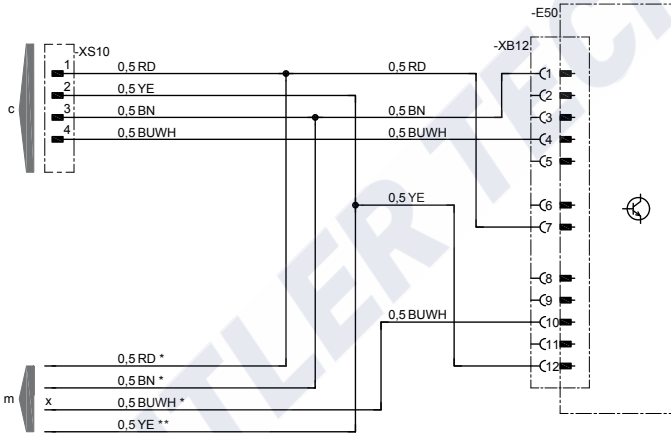 -E50
-XS10
-XB12
1 0,5 RD 0,5 RD 1
2 0,5 YE 2
3 0,5 BN 0,5 BN 3
c
4 0,5 BUWH 0,5 BUWH 4
5
0,5 YE 6
7
8
9
0,5 BUWH 10
11
0,5 RD * 12
0,5 BN *
m x
0,5 BUWH *
0,5 YE **
TLER TEC